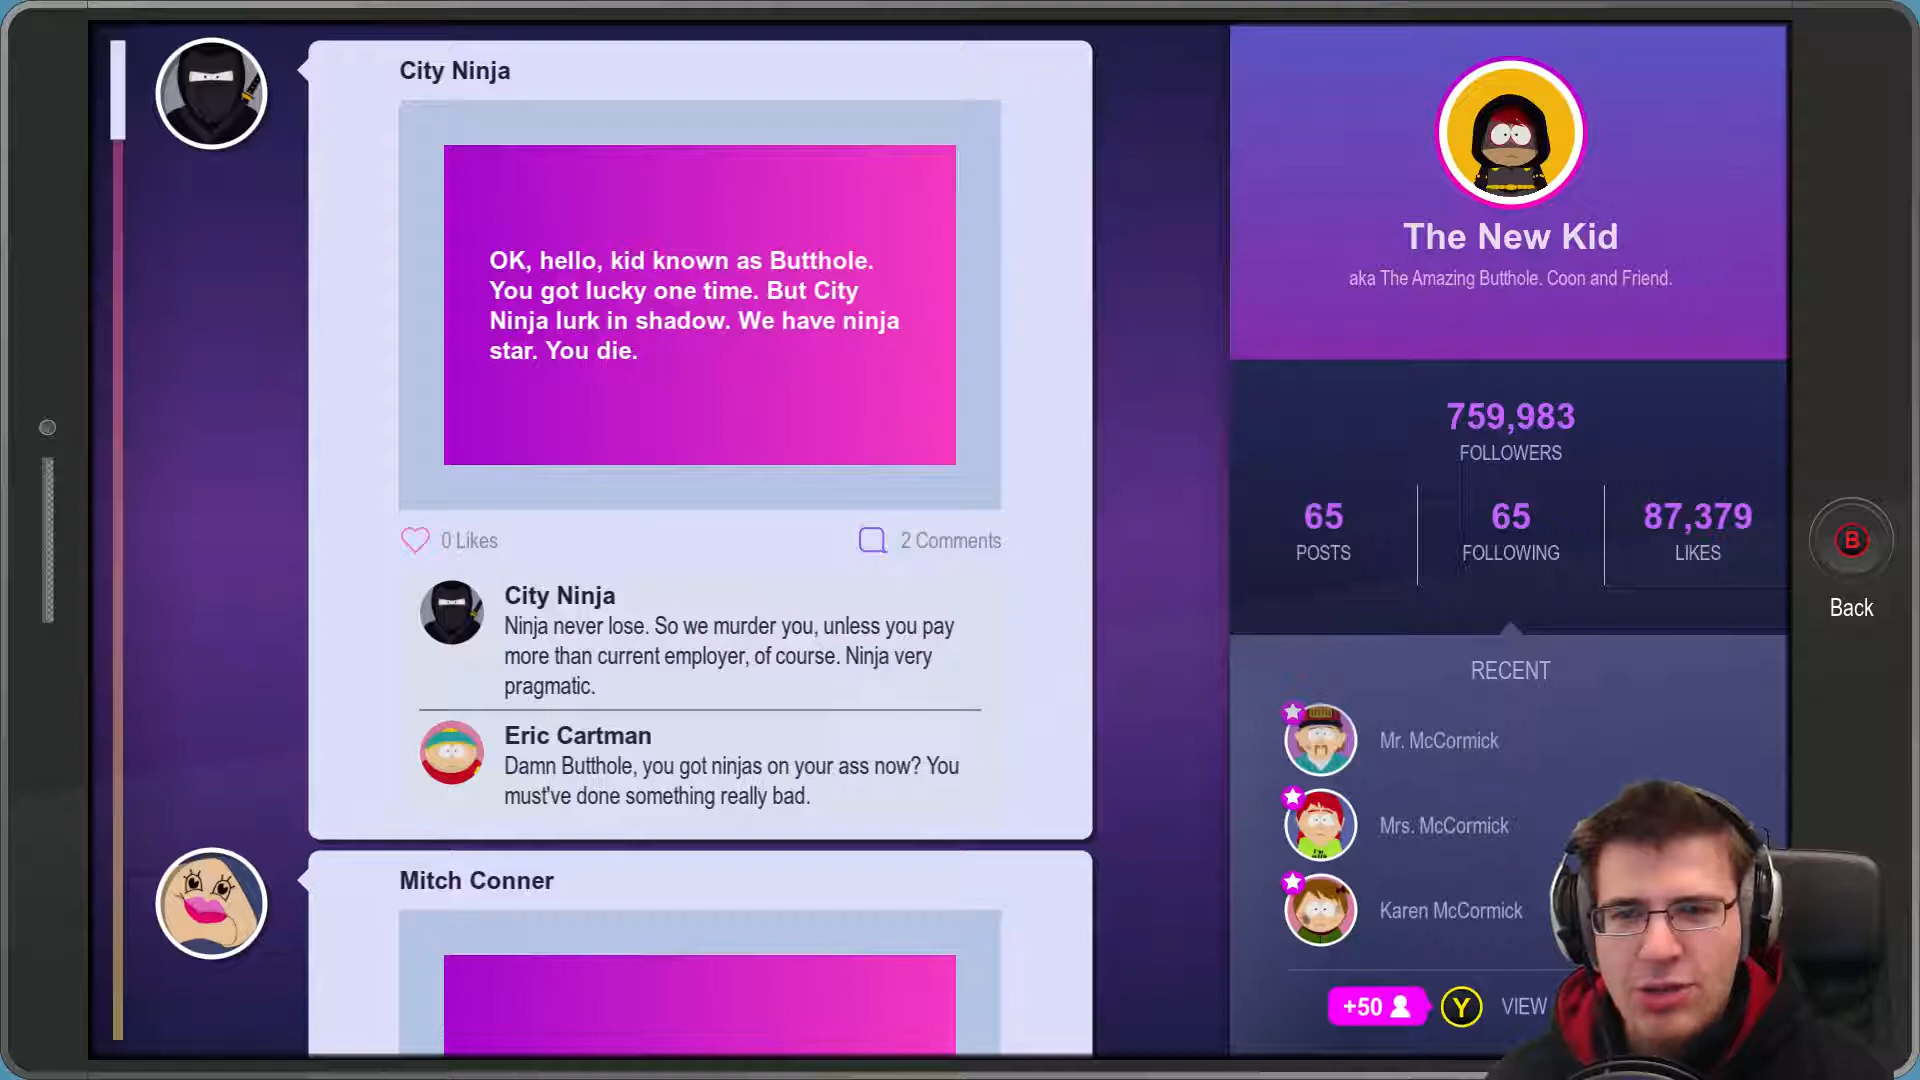 City Ninja
OK, hello, kid known as Butthole.
You got lucky one time. But City
Ninja lurk in shadow. We have ninja
star. You die.
0 Likes
2 Comments
City Ninja
Ninja never lose. So we murder you, unless you pay
more than current employer, of course. Ninja very
pragmatic.
Eric Cartman
Damn Butthole, you got ninjas on your ass now? You
must've done something really bad.
Mitch Conner
The New Kid
aka The Amazing Butthole. Coon and Friend.
759,983
FOLLOWERS
65
POSTS
65
FOLLOWING
87,379
LIKES
RECENT
Mr. McCormick
Mrs. McCormick
Karen McCormick
+50
Y
VIEW
B
Back